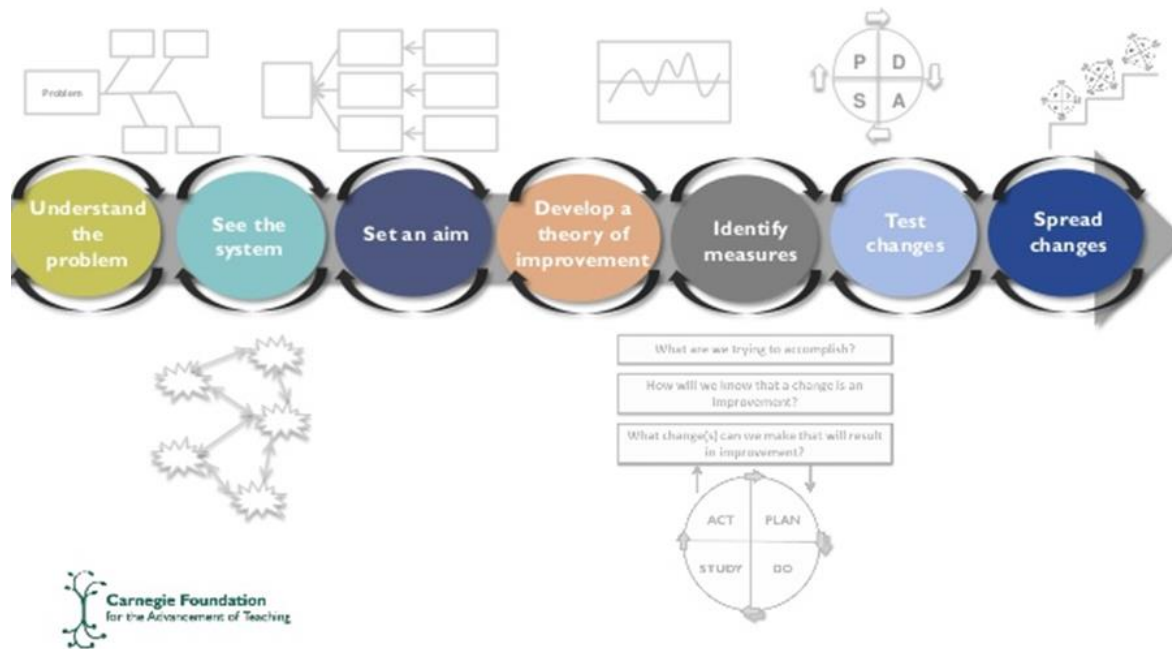 Problem
P D
S A
Understand
the
problem
See the
system
Set an aim
Develop a
theory of
improvement
Identify
measures
Test
changes
Spread
changes
What are we trying to accomplish?
How will we know that a change is an
improvement?
What change(s) can we make that will result
in improvement?
ACT PLAN
STUDY DO
Carnegie Foundation
for the Advancement of Teaching